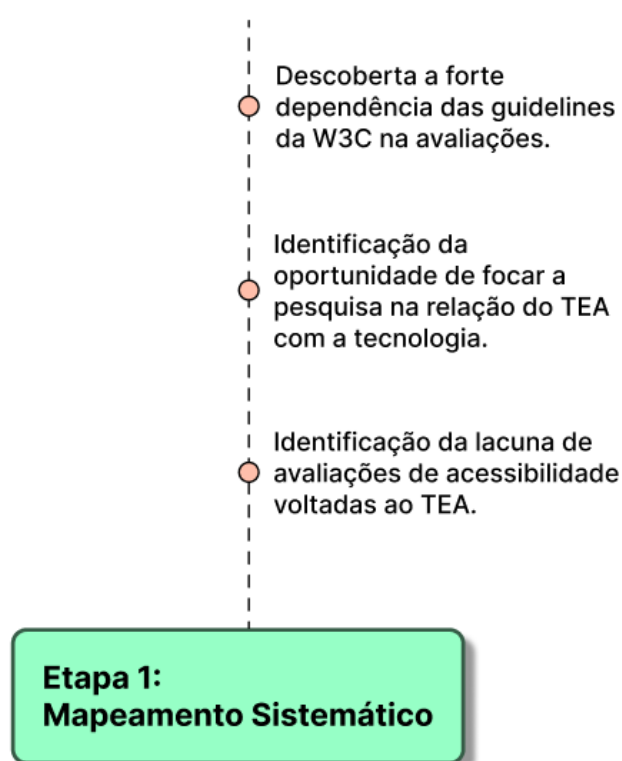 Descoberta a forte
dependência das guidelines
da W3C na avaliações.
Identificação da
oportunidade de focar a
pesquisa na relação do TEA
com a tecnologia.
Identificação da lacuna de
avaliações de acessibilidade
voltadas ao TEA.
Etapa 1:
Mapeamento Sistemático